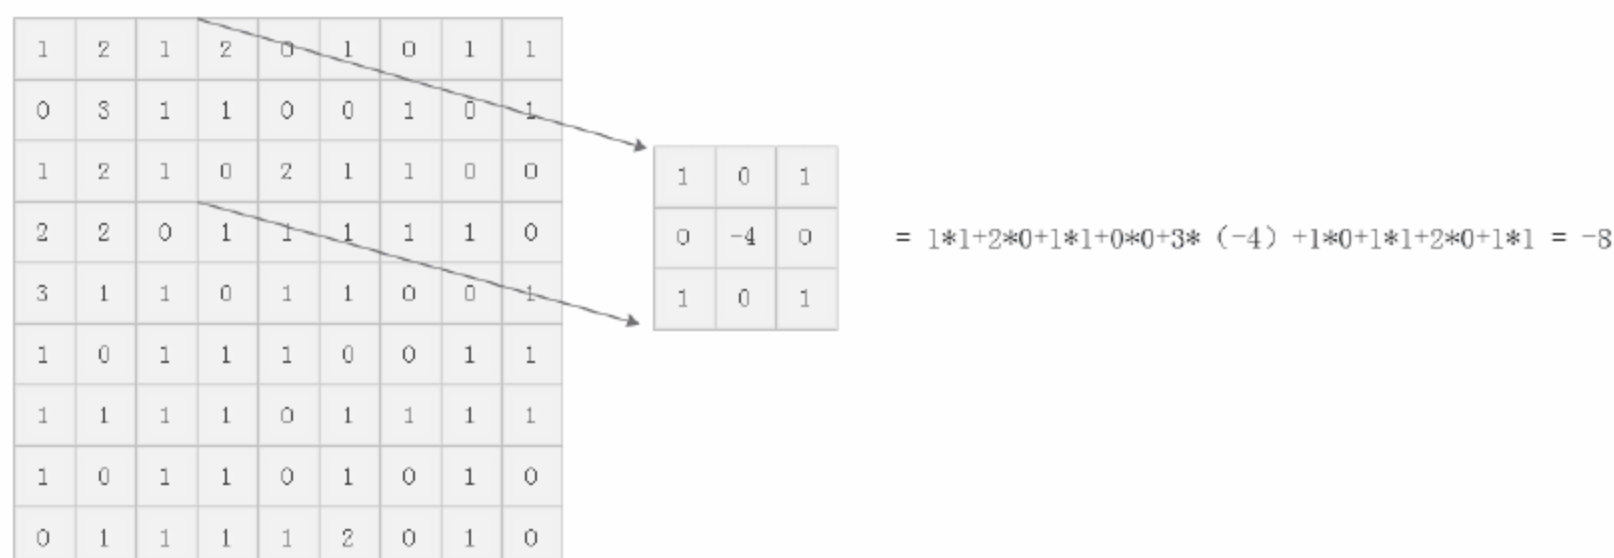 1 2 1 2 0 1 0 1 1
0 3 1 1 0 0 1 0 1
1 2 1 0 2 1 1 0 0
2 2 0 1 1 1 1 1 0
3 1 1 0 1 1 0 0 1
1 0 1 1 1 0 0 1 1
1 1 1 1 0 1 1 1 1
1 0 1 1 0 1 0 1 0
0 1 1 1 1 2 0 1 0
1 0 1
0 -4 0
1 0 1
= 1*1+2*0+1*1+0*0+3*（-4）+1*0+1*1+2*0+1*1 = -8